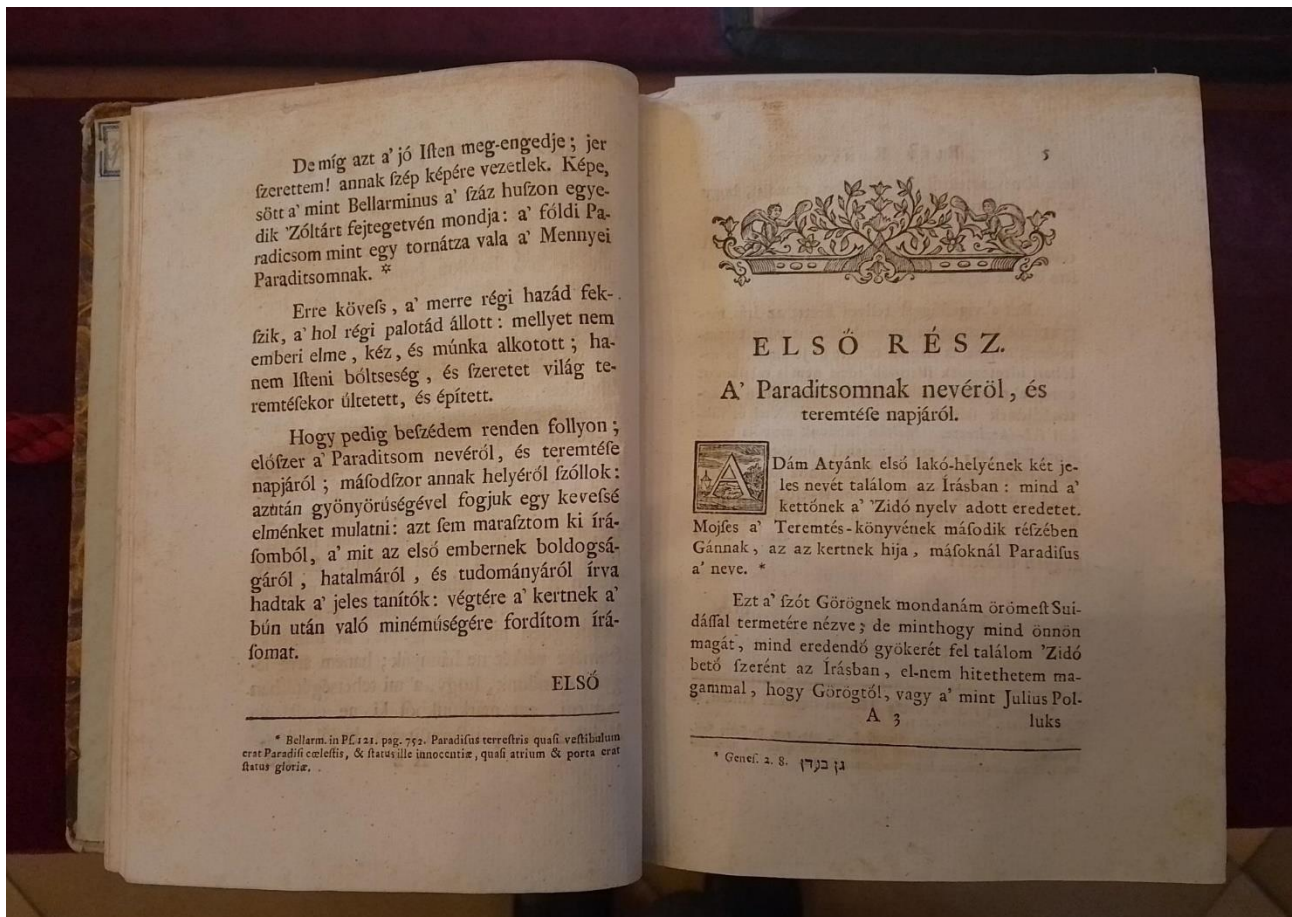 De míg azt a' jó Iſten meg-engedje; jer
ſzerettem! annak ſzép képére vezetlek. Képe,
sőtt a' mint Bellarminus a' ſzáz huſzon egye-
dik 'Zóltárt fejtegetvén mondja: a' főldi Pa-
radicsom mint egy tornátza vala a' Mennyei
Paraditsomnak. *
Erre köveſs, a' merre régi hazád fek-
ſzik, a' hol régi palotád állott: mellyet nem
emberi elme, kéz, és múnka alkotott; ha-
nem Iſteni bőltseség, és ſzeretet világ te-
remtéſekor últetett, és épített.
Hogy pedig beſzédem renden follyon;
előſzer a' Paraditsom nevéről, és teremtéſe
napjáról; máſodſzor annak helyéről ſzóllok:
azután gyönyörúségével fogjuk egy keveſsé
elménket mulatni: azt ſem maraſztom ki írá-
ſomból, a' mit az első embernek boldogsá-
gáról, hatalmáról, és tudományáról írva
hadtak a' jeles tanítók: végtére a' kertnek a'
bún után való minéműségére fordítom írá-
ſomat.
ELSŐ
* Bellarm. in Pſ. 121. pag. 752. Paradiſus terreſtris quaſi veſtibulum
erat Paradiſi cœleſtis, & ſtatus ille innocentiæ, quaſi atrium & porta erat
ſtatus gloriæ.
5
ELSŐ RÉSZ.
A' Paraditsomnak nevéröl, és
teremtéſe napjáról.
ADám Atyánk első lakó-helyének két je-
les nevét találom az Írásban: mind a'
kettőnek a' 'Zidó nyelv adott eredetet.
Mojſes a' Teremtés-könyvének máſodik réſzében
Gánnak, az az kertnek hija, máſoknál Paradiſus
a' neve. *
Ezt a' ſzót Görögnek mondanám örömeſt Sui-
dáſſal termetére nézve; de minthogy mind önnön
magát, mind eredendő gyökerét fel találom 'Zidó
bető ſzerént az Írásban, el-nem hitethetem ma-
gammal, hogy Görögtől, vagy a' mint Julius Pol-
A 3
luks
* Geneſ. 2. 8. גן בעדן